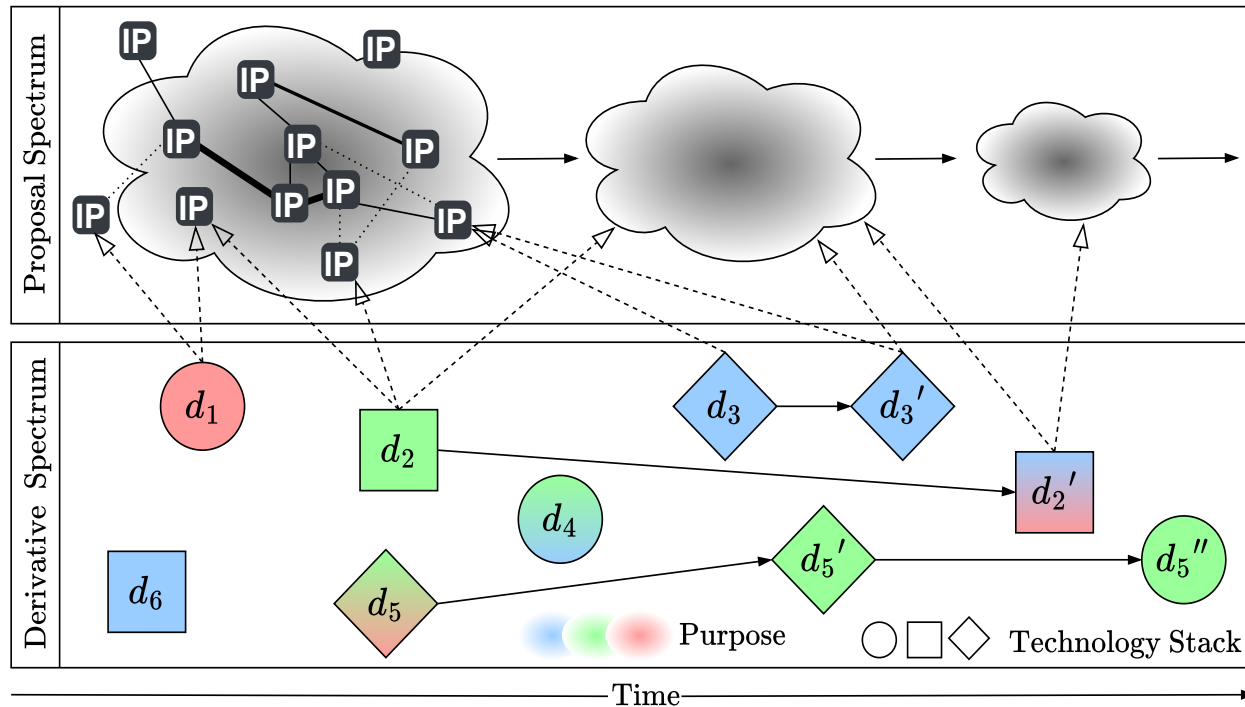 Proposal Spectrum
IP
IP
IP
IP
IP
IP
IP
IP
IP
IP
IP
IP
Derivative Spectrum
d₁
d₂
d₃
d₃′
d₂′
d₄
d₅′
d₅″
d₆
d₅
Purpose
Technology Stack
Time